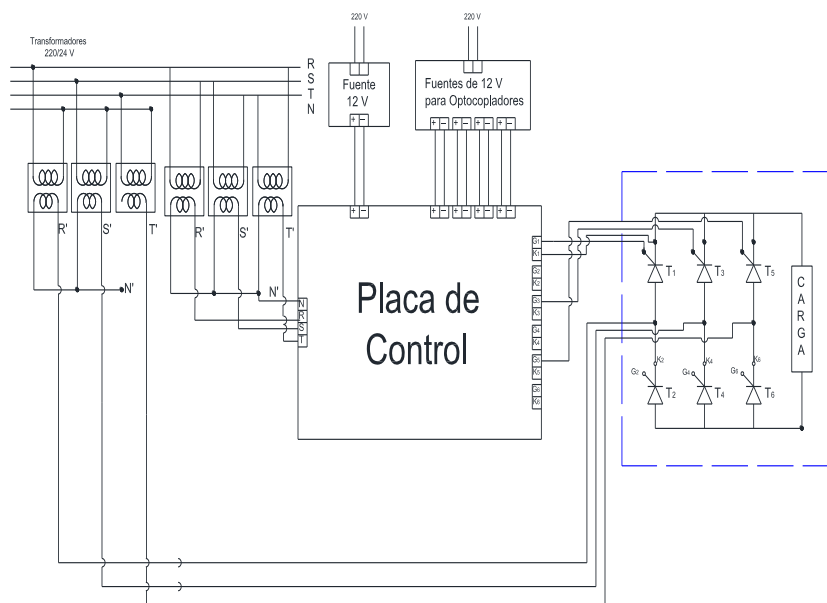 220 V
220 V
Transformadores
220/24 V
R
S
T
N
Fuente
12 V
+ −
Fuentes de 12 V
para Optocopladores
+ − + − + − + −
R'
S'
T'
R'
S'
T'
N'
N'
+ −
+ − + − + − + −
N
R
S
T
Placa de
Control
G1
K1
G2
K2
G3
K3
G4
K4
G5
K5
G6
K6
T1
T3
T5
K2
K4
K6
G2
G4
G6
T2
T4
T6
CARGA